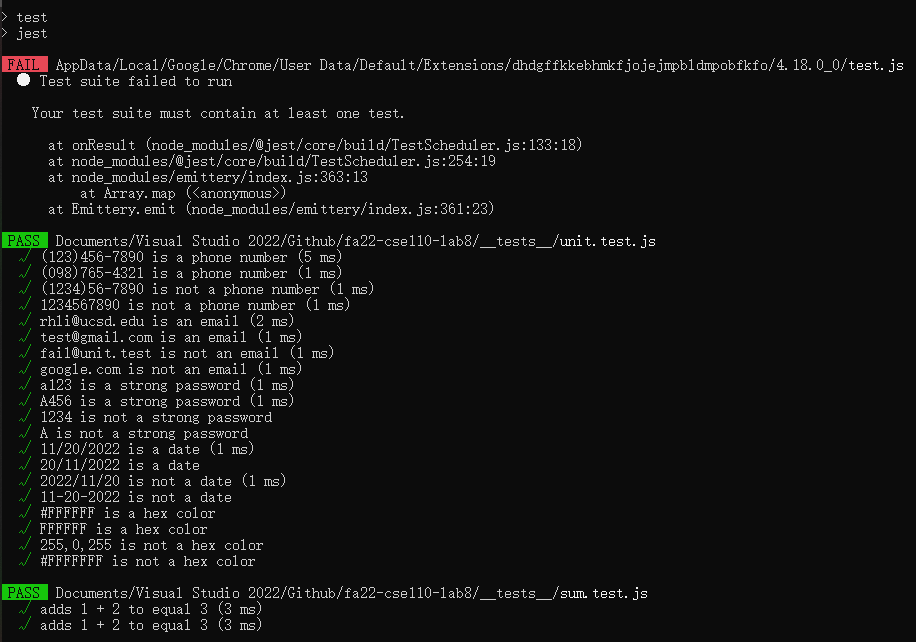 > test
> jest
FAIL AppData/Local/Google/Chrome/User Data/Default/Extensions/dhdgffkkebhmkfjojejmpbldmpobfkfo/4.18.0_0/test.js
● Test suite failed to run
Your test suite must contain at least one test.
at onResult (node_modules/@jest/core/build/TestScheduler.js:133:18)
at node_modules/@jest/core/build/TestScheduler.js:254:19
at node_modules/emittery/index.js:363:13
at Array.map (<anonymous>)
at Emittery.emit (node_modules/emittery/index.js:361:23)
PASS Documents/Visual Studio 2022/Github/fa22-cse110-lab8/__tests__/unit.test.js
√ (123)456-7890 is a phone number (5 ms)
√ (098)765-4321 is a phone number (1 ms)
√ (1234)56-7890 is not a phone number (1 ms)
√ 1234567890 is not a phone number (1 ms)
√ rhli@ucsd.edu is an email (2 ms)
√ test@gmail.com is an email (1 ms)
√ fail@unit.test is not an email (1 ms)
√ google.com is not an email (1 ms)
√ a123 is a strong password (1 ms)
√ A456 is a strong password (1 ms)
√ 1234 is not a strong password
√ A is not a strong password
√ 11/20/2022 is a date (1 ms)
√ 20/11/2022 is a date
√ 2022/11/20 is not a date (1 ms)
√ 11-20-2022 is not a date
√ #FFFFFF is a hex color
√ FFFFFF is a hex color
√ 255,0,255 is not a hex color
√ #FFFFFFF is not a hex color
PASS Documents/Visual Studio 2022/Github/fa22-cse110-lab8/__tests__/sum.test.js
√ adds 1 + 2 to equal 3 (3 ms)
√ adds 1 + 2 to equal 3 (3 ms)